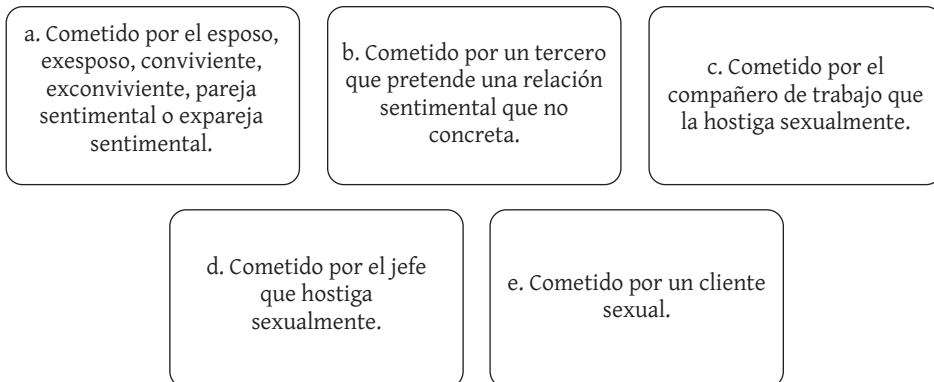 a. Cometido por el esposo,
exesposo, conviviente,
exconviviente, pareja
sentimental o expareja
sentimental.
b. Cometido por un tercero
que pretende una relación
sentimental que no
concreta.
c. Cometido por el
compañero de trabajo que
la hostiga sexualmente.
d. Cometido por el jefe
que hostiga
sexualmente.
e. Cometido por un cliente
sexual.